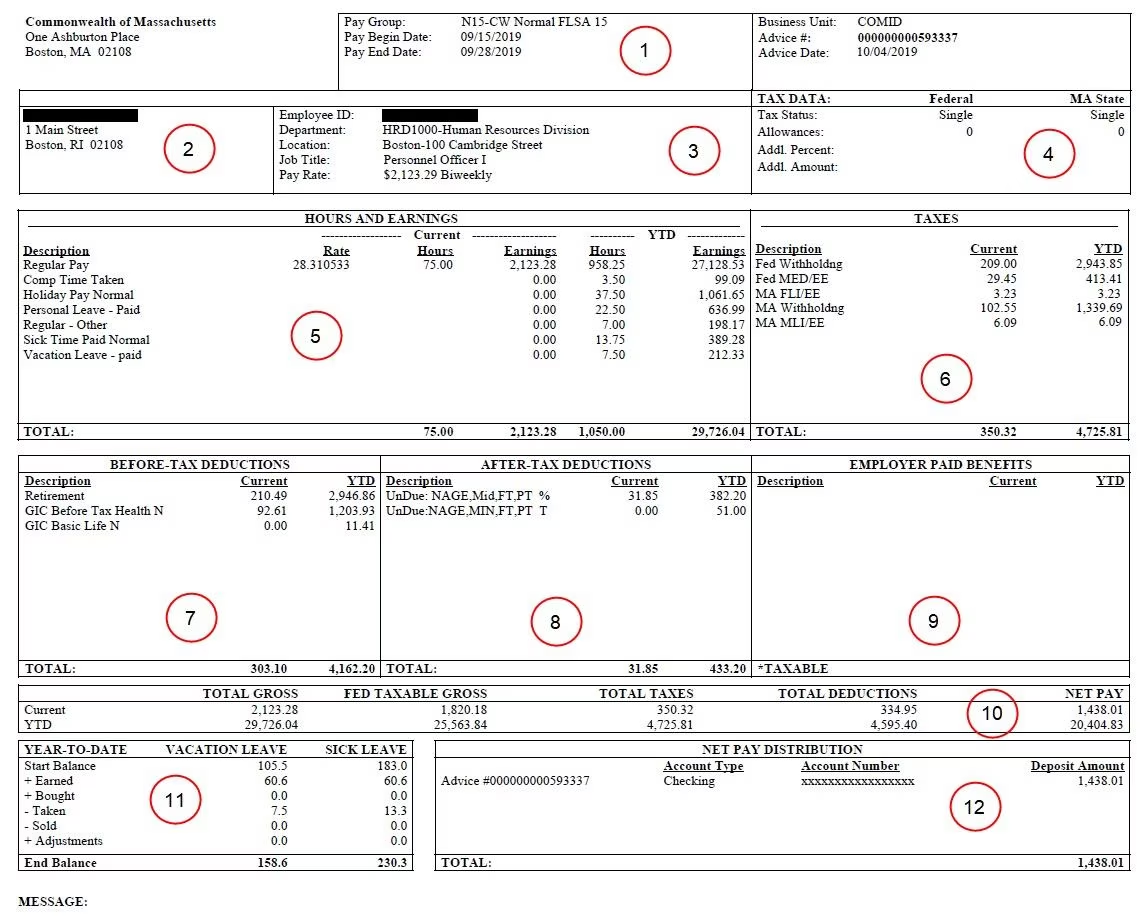 Commonwealth of Massachusetts
One Ashburton Place
Boston, MA 02108
Pay Group: N15-CW Normal FLSA 15
Pay Begin Date: 09/15/2019
Pay End Date: 09/28/2019
1
Business Unit: COMID
Advice #: 000000000593337
Advice Date: 10/04/2019
1 Main Street
Boston, RI 02108
2
Employee ID:
Department: HRD1000-Human Resources Division
Location: Boston-100 Cambridge Street
Job Title: Personnel Officer I
Pay Rate: $2,123.29 Biweekly
3
TAX DATA: Federal MA State
Tax Status: Single Single
Allowances: 0 0
Addl. Percent:
Addl. Amount:
4
HOURS AND EARNINGS
------------------ Current ------------------- ---------- YTD -------------
Description Rate Hours Earnings Hours Earnings
Regular Pay 28.310533 75.00 2,123.28 958.25 27,128.53
Comp Time Taken 0.00 3.50 99.09
Holiday Pay Normal 0.00 37.50 1,061.65
Personal Leave - Paid 0.00 22.50 636.99
Regular - Other 0.00 7.00 198.17
Sick Time Paid Normal 0.00 13.75 389.28
Vacation Leave - paid 0.00 7.50 212.33
5
TOTAL: 75.00 2,123.28 1,050.00 29,726.04
TAXES
Description Current YTD
Fed Withholdng 209.00 2,943.85
Fed MED/EE 29.45 413.41
MA FLI/EE 3.23 3.23
MA Withholdng 102.55 1,339.69
MA MLI/EE 6.09 6.09
6
TOTAL: 350.32 4,725.81
BEFORE-TAX DEDUCTIONS
Description Current YTD
Retirement 210.49 2,946.86
GIC Before Tax Health N 92.61 1,203.93
GIC Basic Life N 0.00 11.41
7
TOTAL: 303.10 4,162.20
AFTER-TAX DEDUCTIONS
Description Current YTD
UnDue: NAGE,Mid,FT,PT % 31.85 382.20
UnDue:NAGE,MIN,FT,PT T 0.00 51.00
8
TOTAL: 31.85 433.20
EMPLOYER PAID BENEFITS
Description Current YTD
9
*TAXABLE
TOTAL GROSS FED TAXABLE GROSS TOTAL TAXES TOTAL DEDUCTIONS NET PAY
Current 2,123.28 1,820.18 350.32 334.95 1,438.01
YTD 29,726.04 25,563.84 4,725.81 4,595.40 20,404.83
10
YEAR-TO-DATE VACATION LEAVE SICK LEAVE
Start Balance 105.5 183.0
+ Earned 60.6 60.6
+ Bought 0.0 0.0
- Taken 7.5 13.3
- Sold 0.0 0.0
+ Adjustments 0.0 0.0
11
End Balance 158.6 230.3
NET PAY DISTRIBUTION
Account Type Account Number Deposit Amount
Advice #000000000593337 Checking xxxxxxxxxxxxxxxxx 1,438.01
12
TOTAL: 1,438.01
MESSAGE: